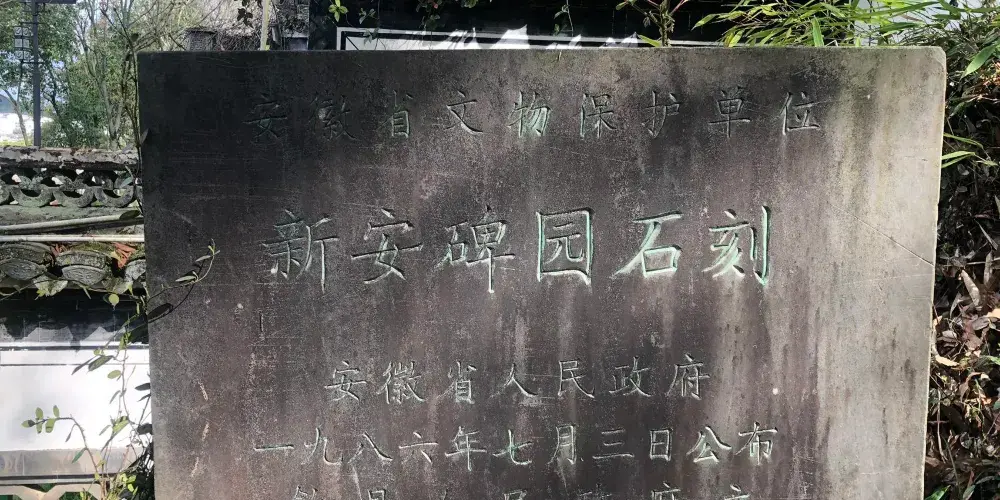 安徽省文物保护单位
新安碑园石刻
安徽省人民政府
一九八六年七月三日公布